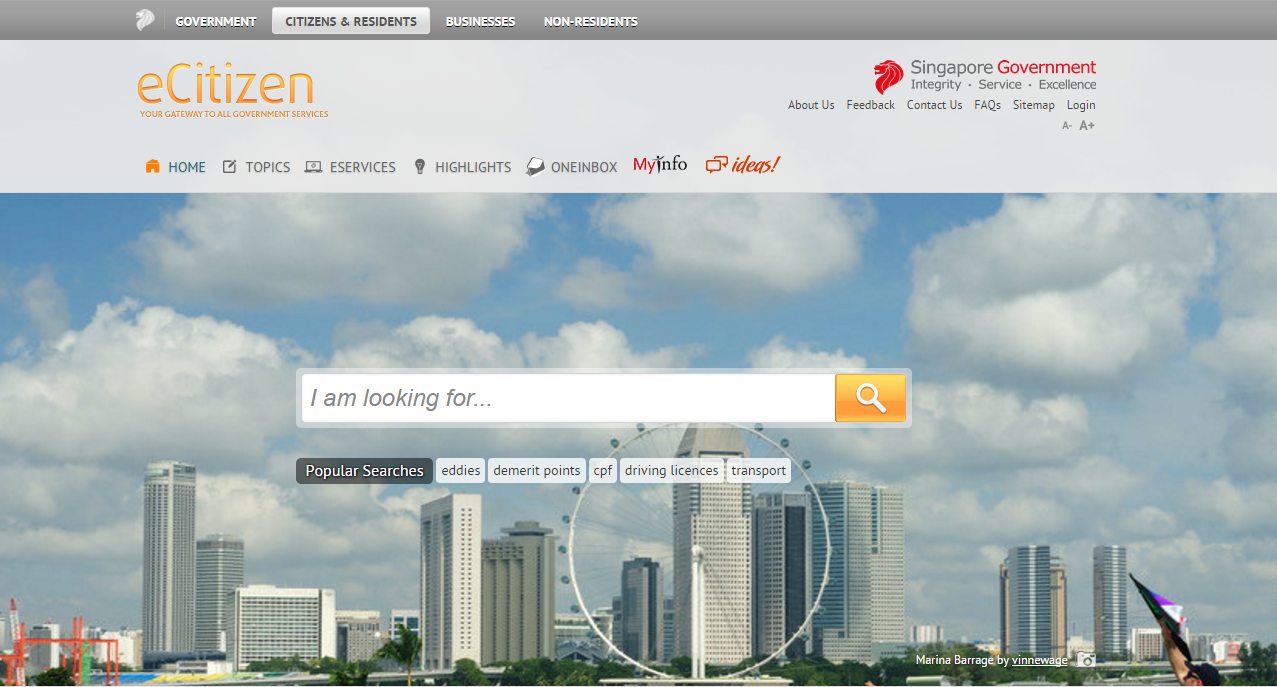 GOVERNMENT CITIZENS & RESIDENTS BUSINESSES NON-RESIDENTS
eCitizen
YOUR GATEWAY TO ALL GOVERNMENT SERVICES
Singapore Government
Integrity · Service · Excellence
About Us Feedback Contact Us FAQs Sitemap Login
A- A+
HOME TOPICS ESERVICES HIGHLIGHTS ONEINBOX MyInfo ideas!
I am looking for...
Popular Searches eddies demerit points cpf driving licences transport
Marina Barrage by vinnewage